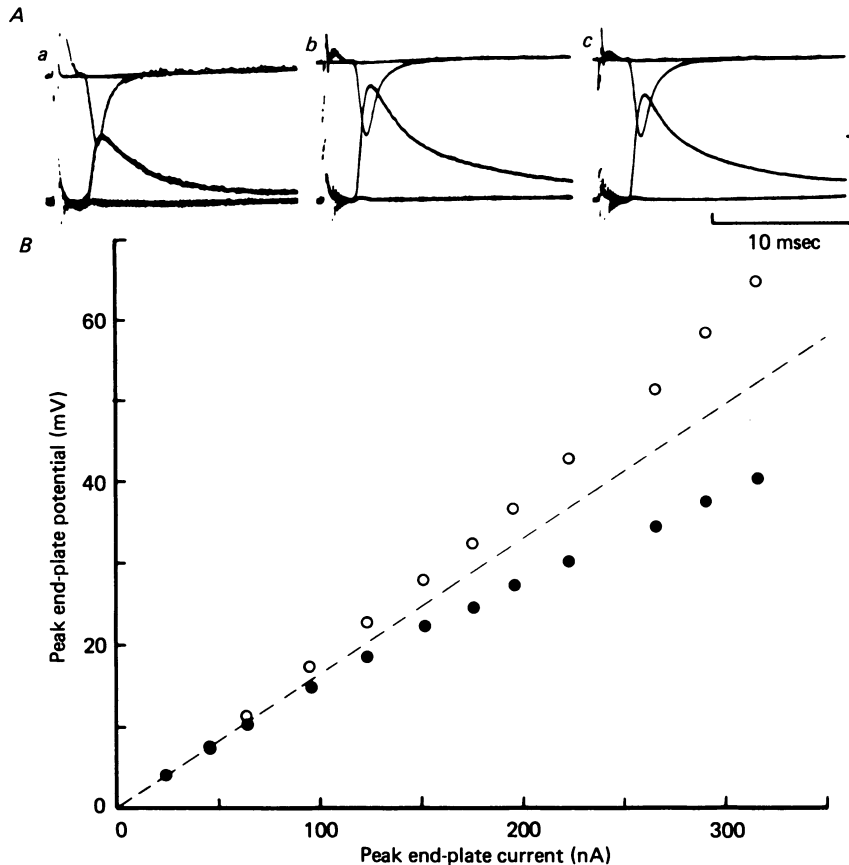 A
a
b
c
10 msec
B
60
40
20
0
Peak end-plate potential (mV)
0
100
200
300
Peak end-plate current (nA)